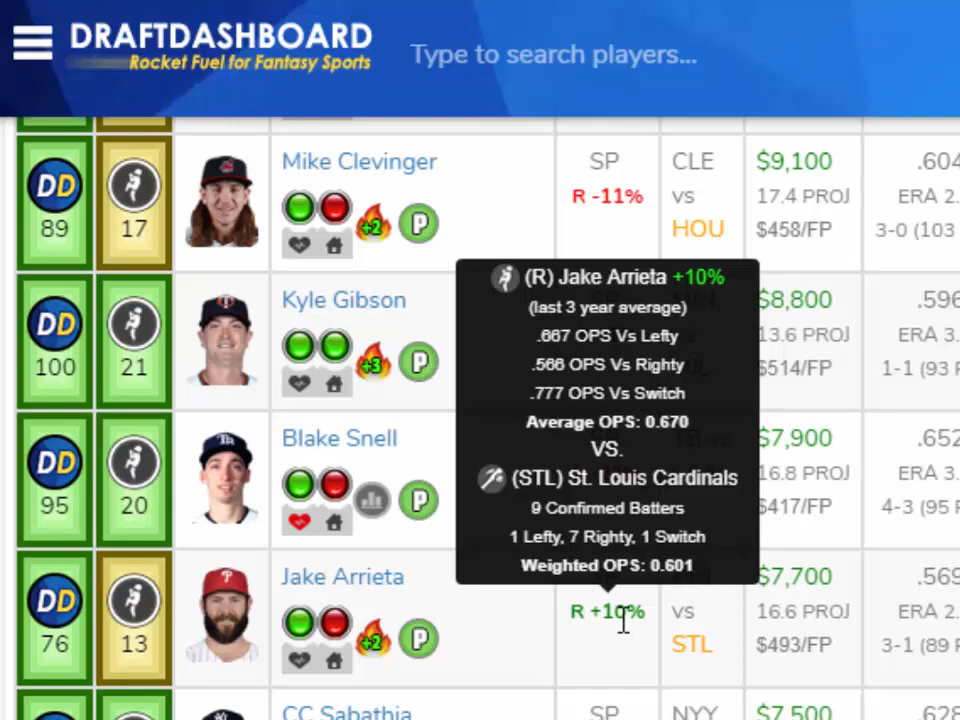 DRAFTDASHBOARD
Rocket Fuel for Fantasy Sports
Type to search players...
DD
89
17
Mike Clevinger
+2
P
SP
R -11%
CLE
vs
HOU
$9,100
17.4 PROJ
$458/FP
.604
ERA 2.
3-0 (103
DD
100
21
Kyle Gibson
+3
P
$8,800
13.6 PROJ
$514/FP
.596
ERA 3.
1-1 (93 P
DD
95
20
Blake Snell
P
$7,900
16.8 PROJ
$417/FP
.652
ERA 3.
4-3 (95 P
(R) Jake Arrieta +10%
(last 3 year average)
.667 OPS Vs Lefty
.566 OPS Vs Righty
.777 OPS Vs Switch
Average OPS: 0.670
VS.
(STL) St. Louis Cardinals
9 Confirmed Batters
1 Lefty, 7 Righty, 1 Switch
Weighted OPS: 0.601
DD
76
13
Jake Arrieta
+2
P
R +10%
vs
STL
$7,700
16.6 PROJ
$493/FP
.569
ERA 2.
3-1 (89 P
CC Sabathia
SP
NYY
$7,500
.628